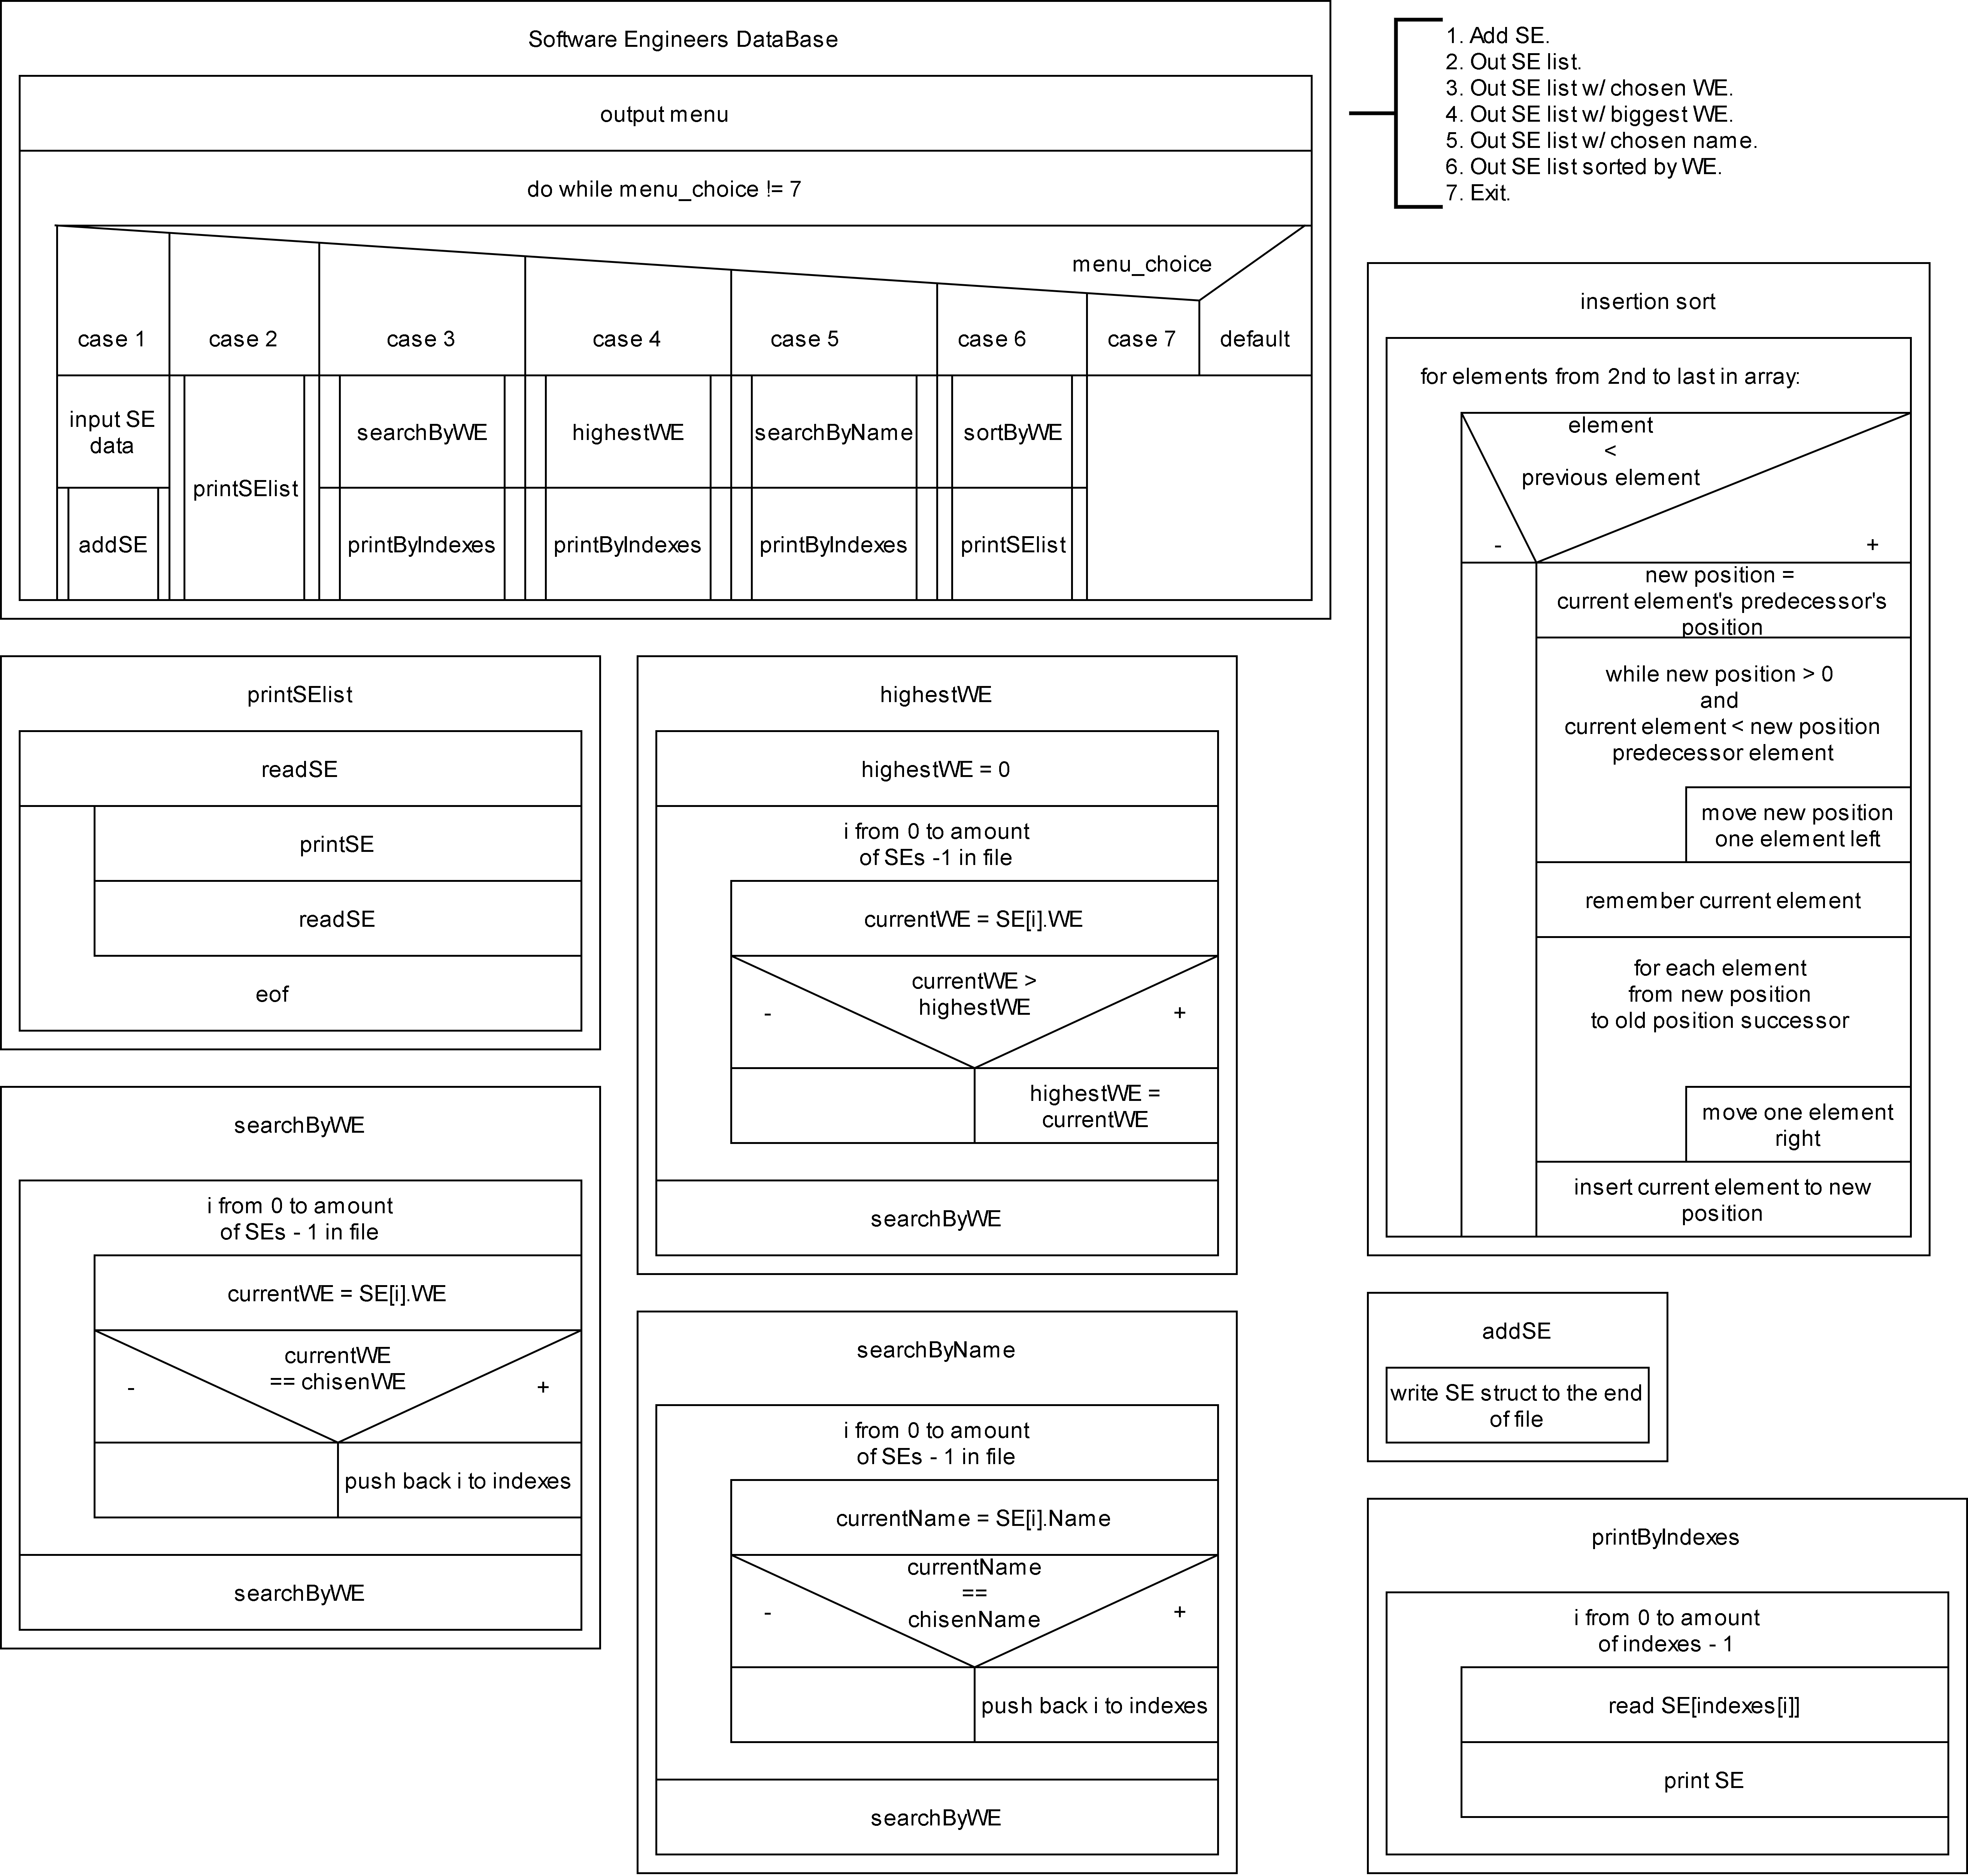 Software Engineers DataBase
output menu
do while menu_choice != 7
menu_choice
case 1
case 2
case 3
case 4
case 5
case 6
case 7
default
input SE
data
addSE
printSElist
searchByWE
printByIndexes
highestWE
printByIndexes
searchByName
printByIndexes
sortByWE
printSElist
1. Add SE.
2. Out SE list.
3. Out SE list w/ chosen WE.
4. Out SE list w/ biggest WE.
5. Out SE list w/ chosen name.
6. Out SE list sorted by WE.
7. Exit.
insertion sort
for elements from 2nd to last in array:
element
<
previous element
-
+
new position =
current element's predecessor's
position
while new position > 0
and
current element < new position
predecessor element
move new position
one element left
remember current element
for each element
from new position
to old position successor
move one element
right
insert current element to new
position
printSElist
readSE
printSE
readSE
eof
highestWE
highestWE = 0
i from 0 to amount
of SEs -1 in file
currentWE = SE[i].WE
currentWE >
highestWE
-
+
highestWE =
currentWE
searchByWE
searchByWE
i from 0 to amount
of SEs - 1 in file
currentWE = SE[i].WE
currentWE
== chisenWE
-
+
push back i to indexes
searchByWE
searchByName
i from 0 to amount
of SEs - 1 in file
currentName = SE[i].Name
currentName
==
chisenName
-
+
push back i to indexes
searchByWE
addSE
write SE struct to the end
of file
printByIndexes
i from 0 to amount
of indexes - 1
read SE[indexes[i]]
print SE